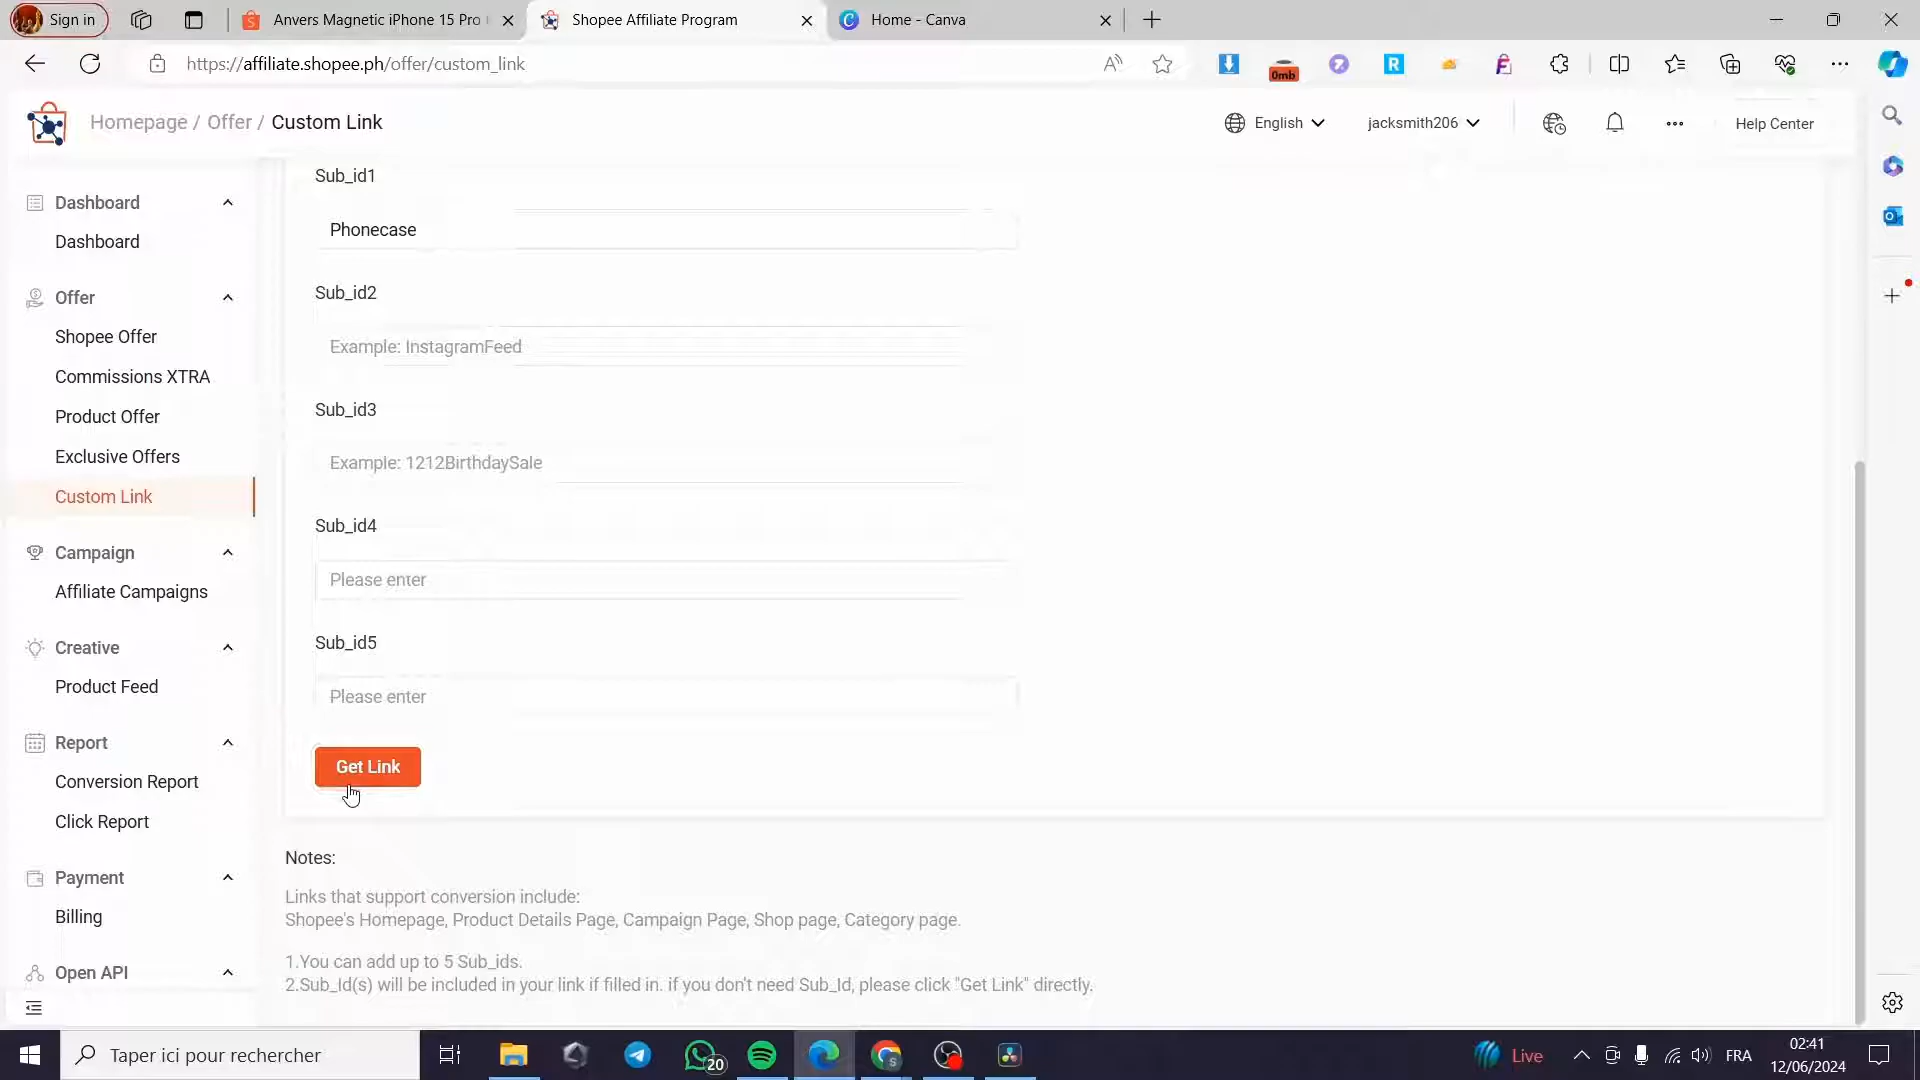 Sign in
Anvers Magnetic iPhone 15 Pro
Shopee Affiliate Program
Home - Canva
https://affiliate.shopee.ph/offer/custom_link
0mb
Homepage / Offer / Custom Link
English
jacksmith206
Help Center
Dashboard
Dashboard
Offer
Shopee Offer
Commissions XTRA
Product Offer
Exclusive Offers
Custom Link
Campaign
Affiliate Campaigns
Creative
Product Feed
Report
Conversion Report
Click Report
Payment
Billing
Open API
Sub_id1
Phonecase
Sub_id2
Example: InstagramFeed
Sub_id3
Example: 1212BirthdaySale
Sub_id4
Please enter
Sub_id5
Please enter
Get Link
Notes:
Links that support conversion include:
Shopee's Homepage, Product Details Page, Campaign Page, Shop page, Category page.
1.You can add up to 5 Sub_ids.
2.Sub_Id(s) will be included in your link if filled in. if you don't need Sub_Id, please click "Get Link" directly.
Taper ici pour rechercher
20
Live
FRA
02:41
12/06/2024